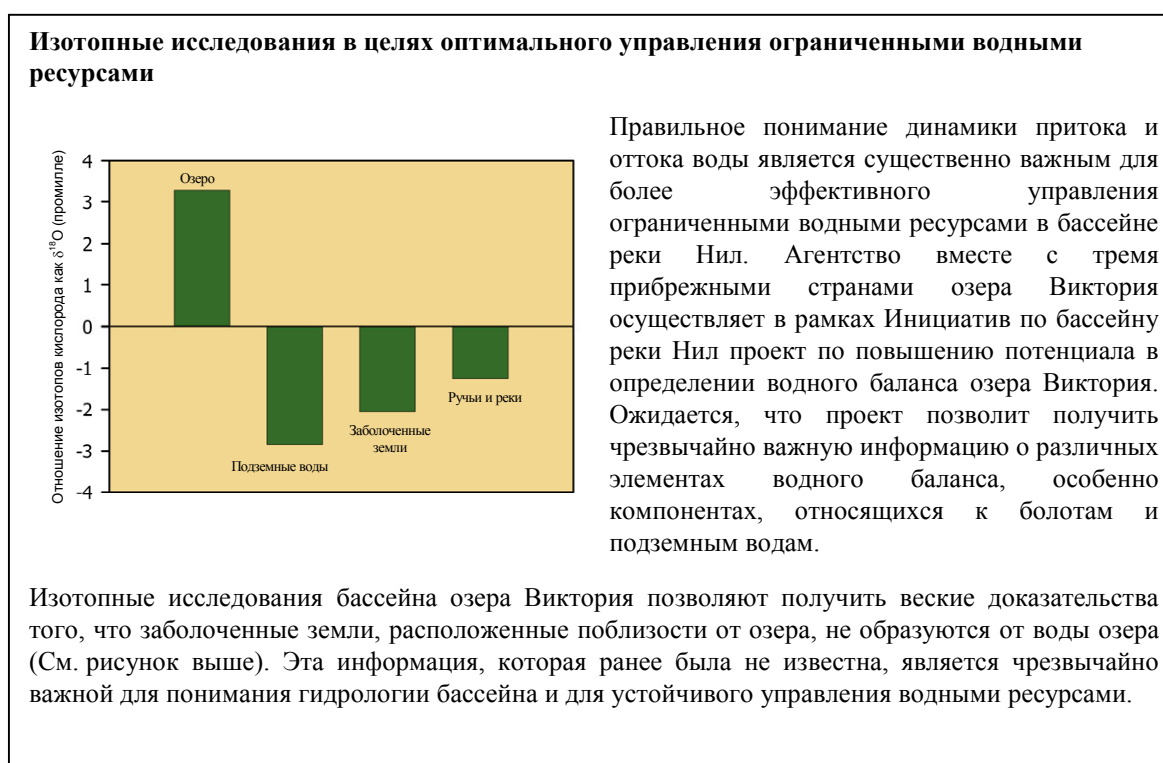 Изотопные исследования в целях оптимального управления ограниченными водными
ресурсами
Отношение изотопов кислорода как δ¹⁸O (промилле)
4
3
2
1
0
-1
-2
-3
-4
Озеро
Подземные воды
Заболоченные
земли
Ручьи и реки
Правильное понимание динамики притока и
оттока воды является существенно важным для
более эффективного управления
ограниченными водными ресурсами в бассейне
реки Нил. Агентство вместе с тремя
прибрежными странами озера Виктория
осуществляет в рамках Инициатив по бассейну
реки Нил проект по повышению потенциала в
определении водного баланса озера Виктория.
Ожидается, что проект позволит получить
чрезвычайно важную информацию о различных
элементах водного баланса, особенно
компонентах, относящихся к болотам и
подземным водам.
Изотопные исследования бассейна озера Виктория позволяют получить веские доказательства
того, что заболоченные земли, расположенные поблизости от озера, не образуются от воды озера
(См. рисунок выше). Эта информация, которая ранее была не известна, является чрезвычайно
важной для понимания гидрологии бассейна и для устойчивого управления водными ресурсами.